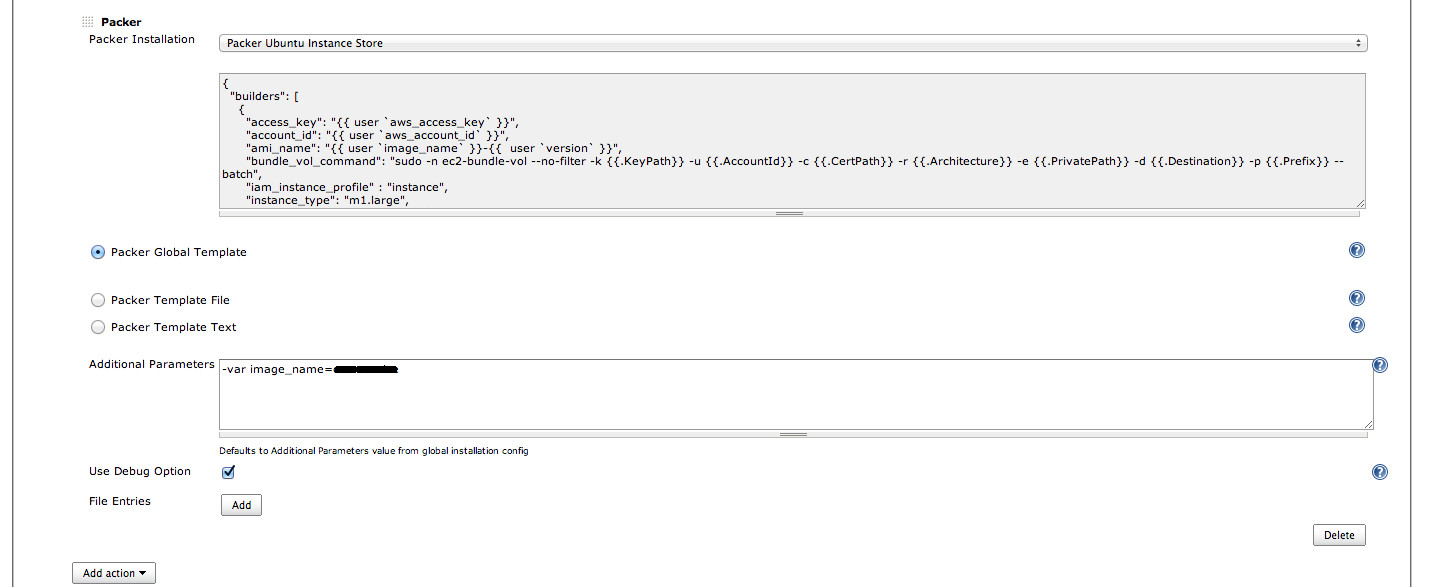 Packer
Packer Installation
Packer Ubuntu Instance Store
{
"builders": [
{
"access_key": "{{ user `aws_access_key` }}",
"account_id": "{{ user `aws_account_id` }}",
"ami_name": "{{ user `image_name` }}-{{  user `version` }}",
"bundle_vol_command": "sudo -n ec2-bundle-vol --no-filter -k {{.KeyPath}} -u {{.AccountId}} -c {{.CertPath}} -r {{.Architecture}} -e {{.PrivatePath}} -d {{.Destination}} -p {{.Prefix}} --
batch",
"iam_instance_profile" : "instance",
"instance_type": "m1.large",
Packer Global Template
?
Packer Template File
?
Packer Template Text
?
Additional Parameters
-var image_name=
?
Defaults to Additional Parameters value from global installation config
Use Debug Option
?
File Entries
Add
Delete
Add action